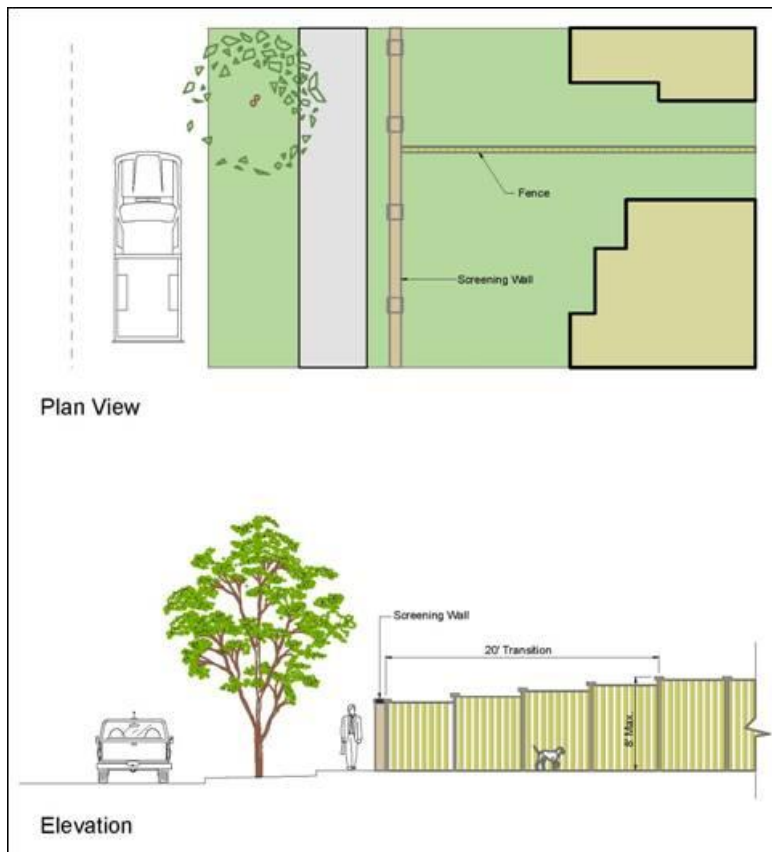 Fence
Screening Wall
Plan View
Screening Wall
20' Transition
8' Max.
Elevation